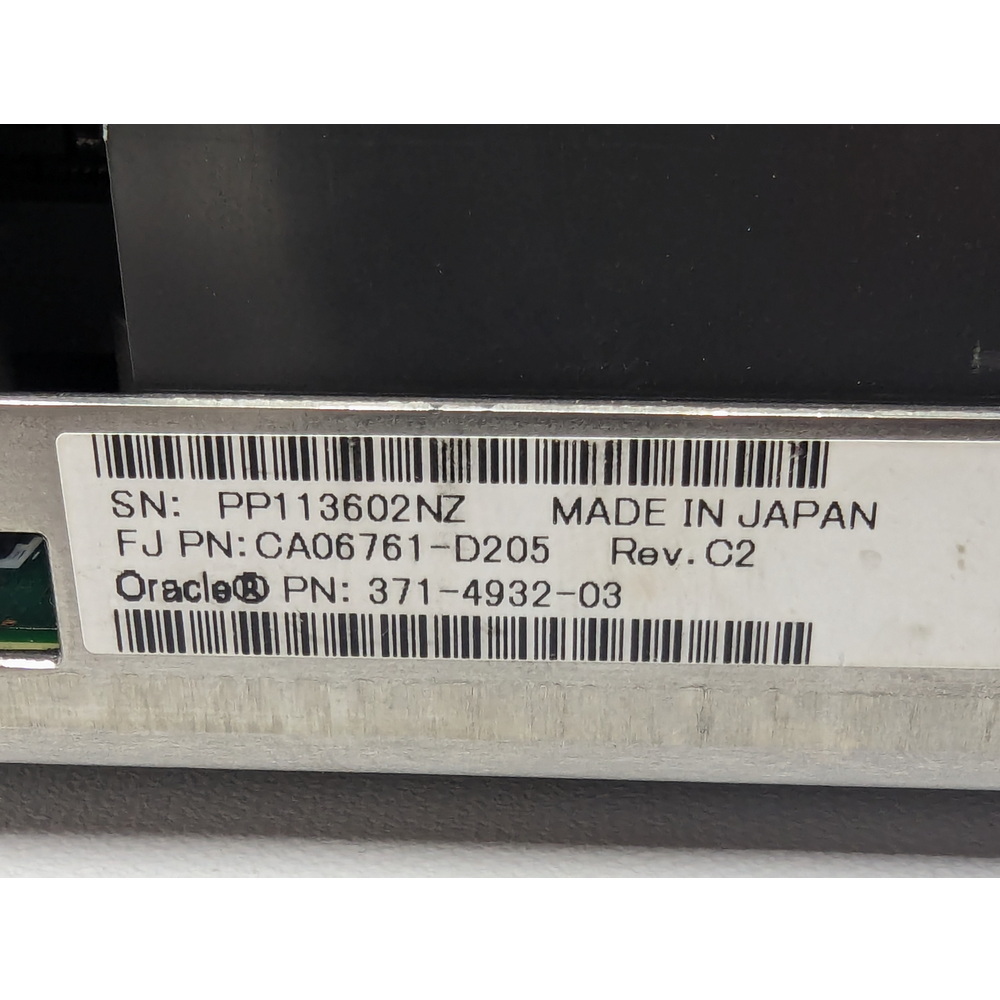 SN: PP113602NZ MADE IN JAPAN
FJ PN:CA06761-D205 Rev.C2
Oracle® PN: 371-4932-03